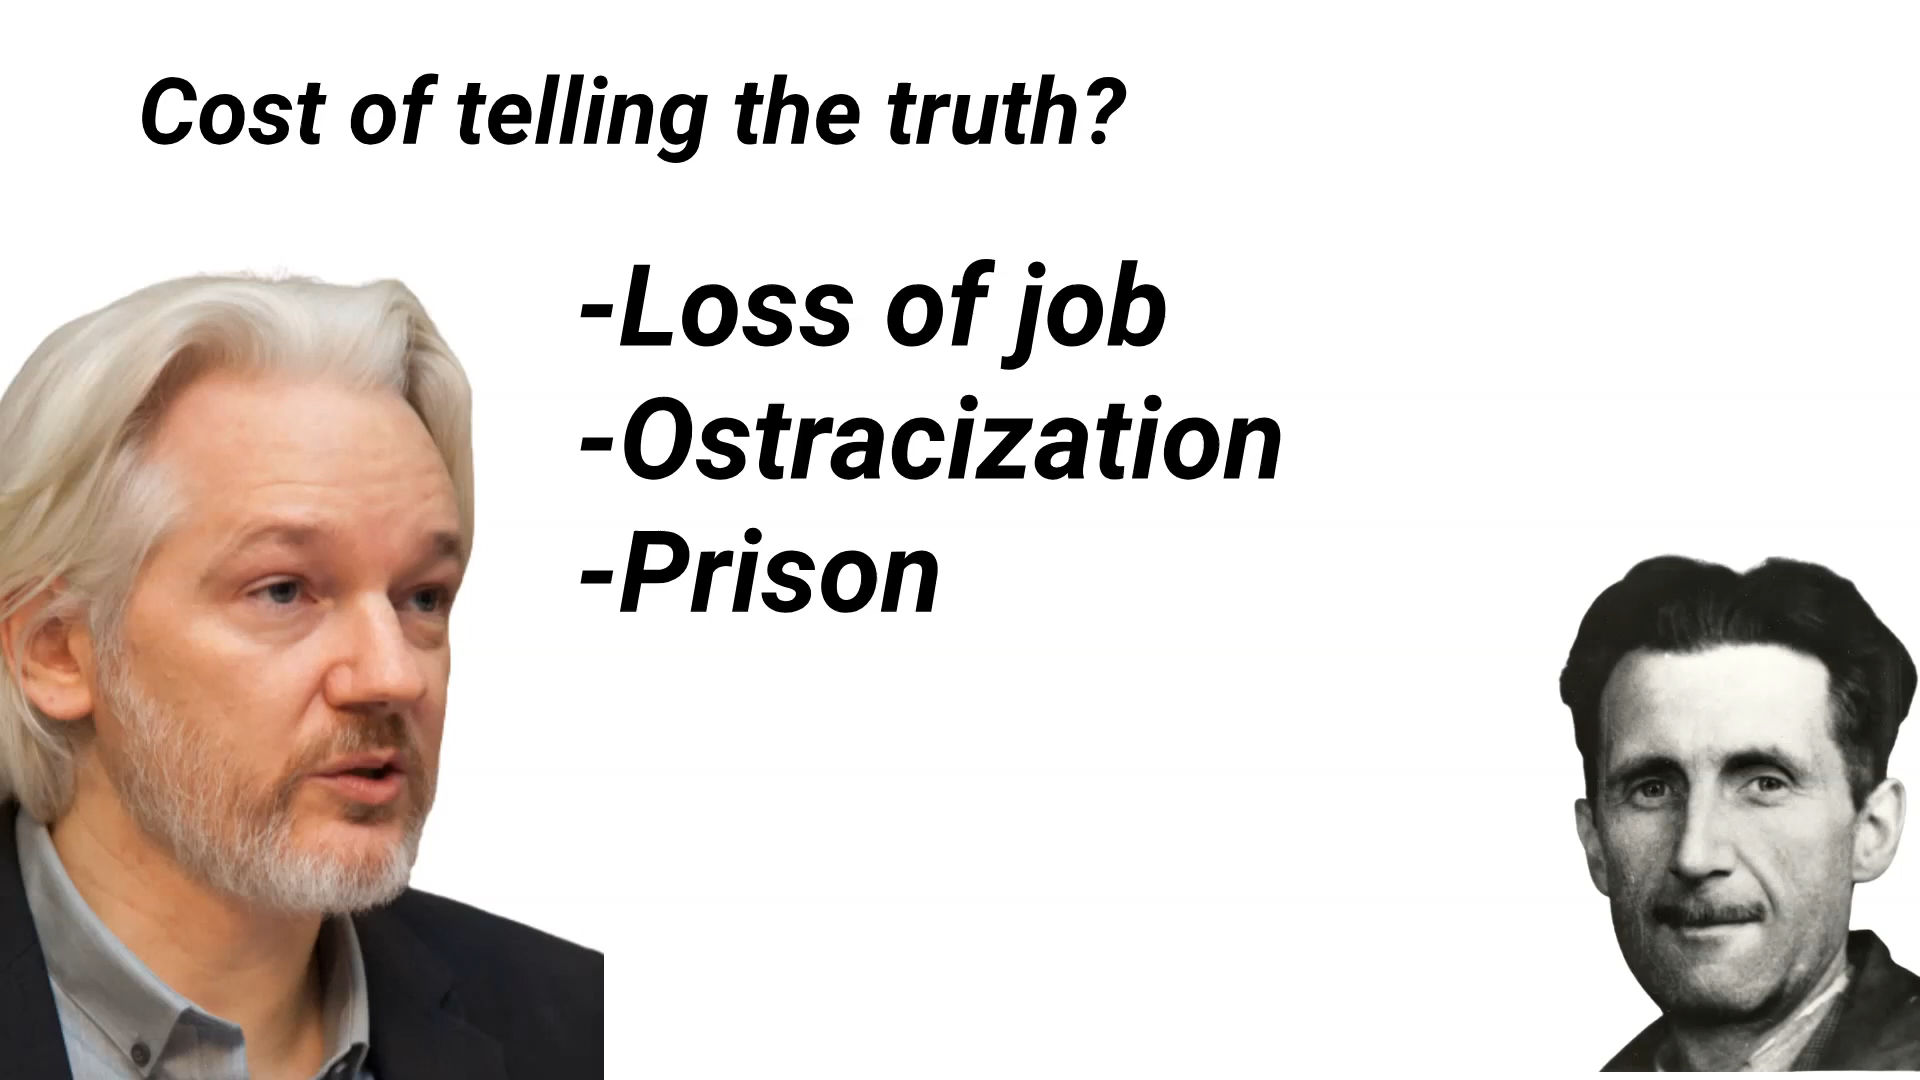 Cost of telling the truth?
-Loss of job
-Ostracization
-Prison